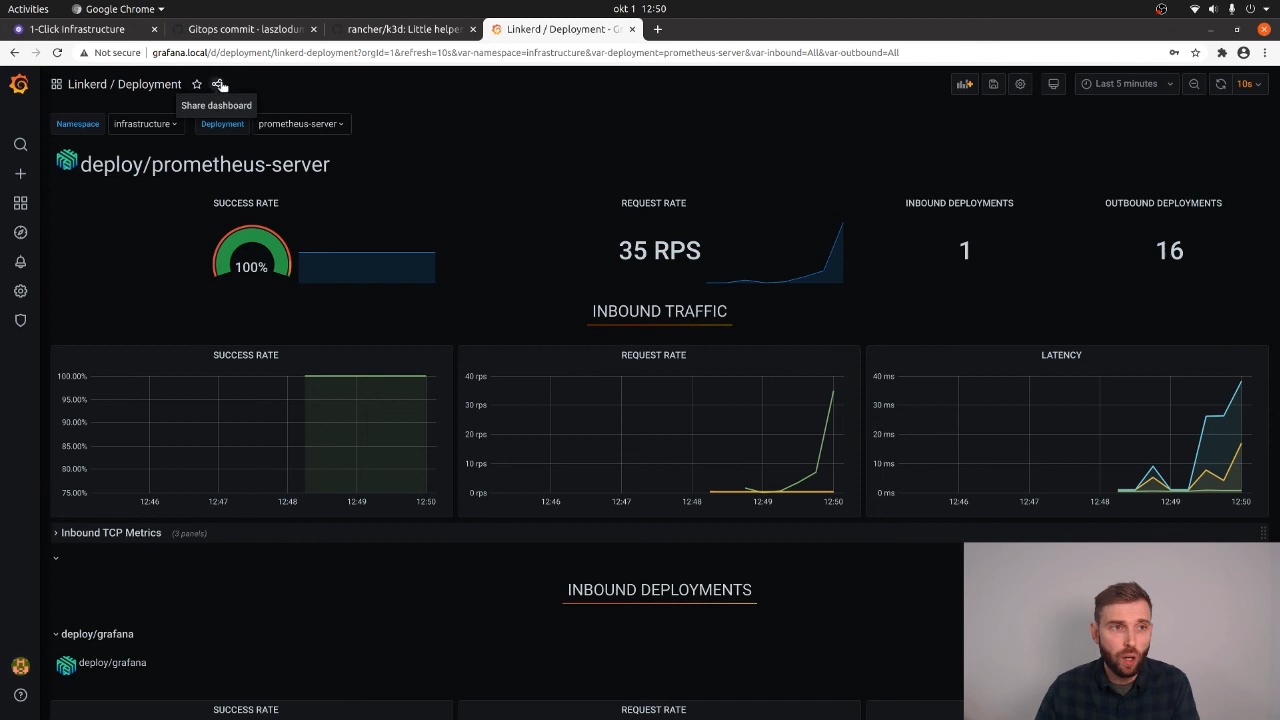 Activities
Google Chrome
okt 1 12:50
1-Click Infrastructure
Gitops commit - laszlodum
rancher/k3d: Little helper
Linkerd / Deployment - G
Not secure
grafana.local/d/deployment/linkerd-deployment?orgId=1&refresh=10s&var-namespace=infrastructure&var-deployment=prometheus-server&var-inbound=All&var-outbound=All
Linkerd / Deployment
Last 5 minutes
10s
Share dashboard
Namespace
infrastructure
Deployment
prometheus-server
deploy/prometheus-server
SUCCESS RATE
REQUEST RATE
INBOUND DEPLOYMENTS
OUTBOUND DEPLOYMENTS
100%
35 RPS
1
16
INBOUND TRAFFIC
SUCCESS RATE
100.00%
95.00%
90.00%
85.00%
80.00%
75.00%
12:46
12:47
12:48
12:49
12:50
REQUEST RATE
40 rps
30 rps
20 rps
10 rps
0 rps
12:46
12:47
12:48
12:49
12:50
LATENCY
40 ms
30 ms
20 ms
10 ms
0 ms
12:46
12:47
12:48
12:49
12:50
Inbound TCP Metrics (3 panels)
INBOUND DEPLOYMENTS
deploy/grafana
deploy/grafana
SUCCESS RATE
REQUEST RATE